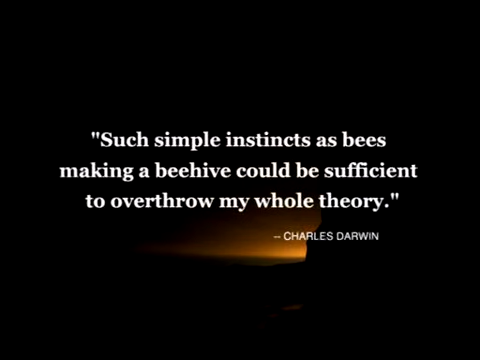 "Such simple instincts as bees
making a beehive could be sufficient
to overthrow my whole theory."
-- CHARLES DARWIN